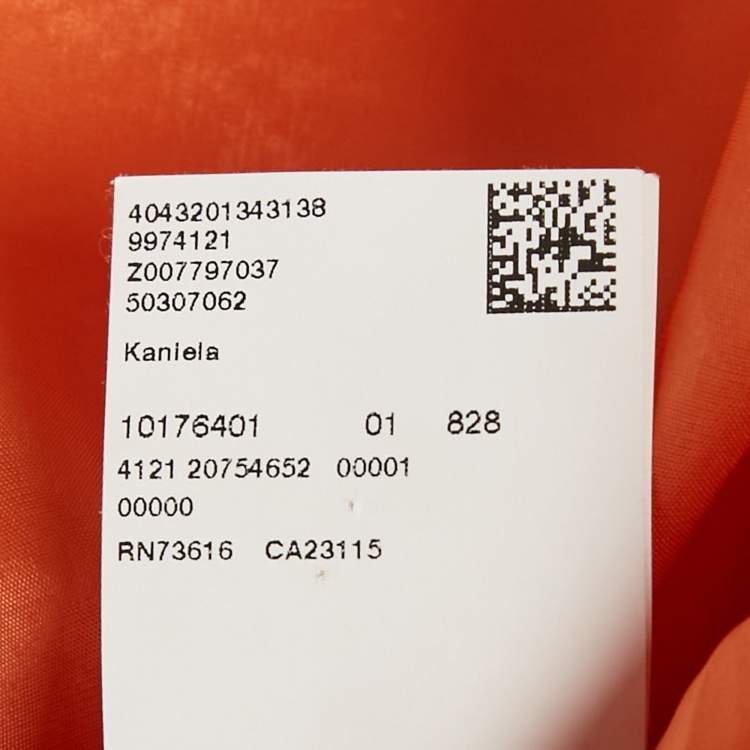 4043201343138
9974121
Z007797037
50307062
Kaniela
10176401 01 828
4121 20754652 00001
00000
RN73616 CA23115